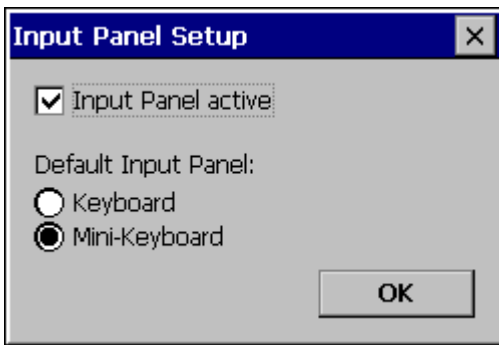 Input Panel Setup
Input Panel active
Default Input Panel:
Keyboard
Mini-Keyboard
OK